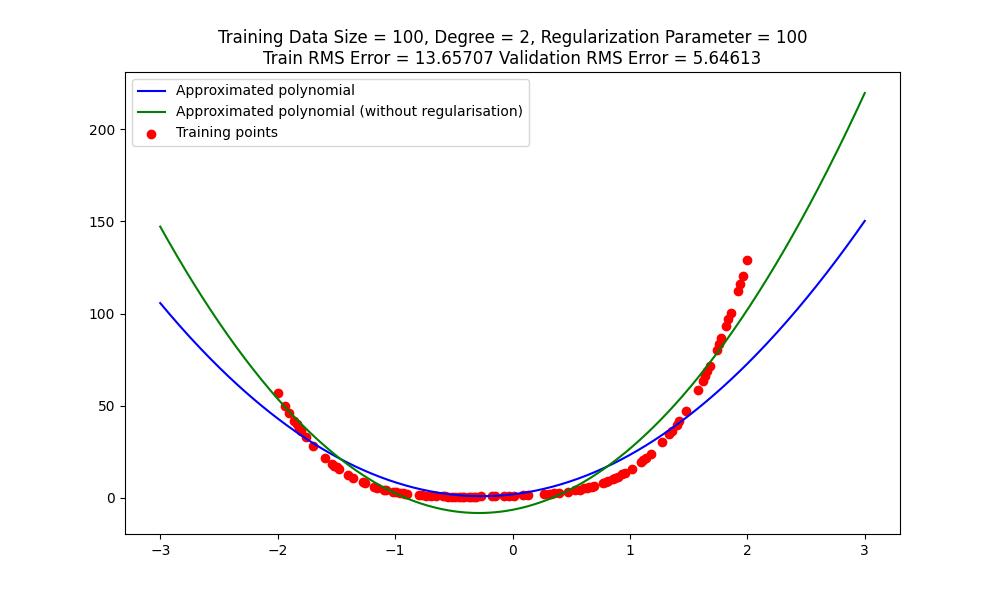 Training Data Size = 100, Degree = 2, Regularization Parameter = 100
Train RMS Error = 13.65707 Validation RMS Error = 5.64613
Approximated polynomial
Approximated polynomial (without regularisation)
Training points
200
150
100
50
0
−3 −2 −1 0 1 2 3